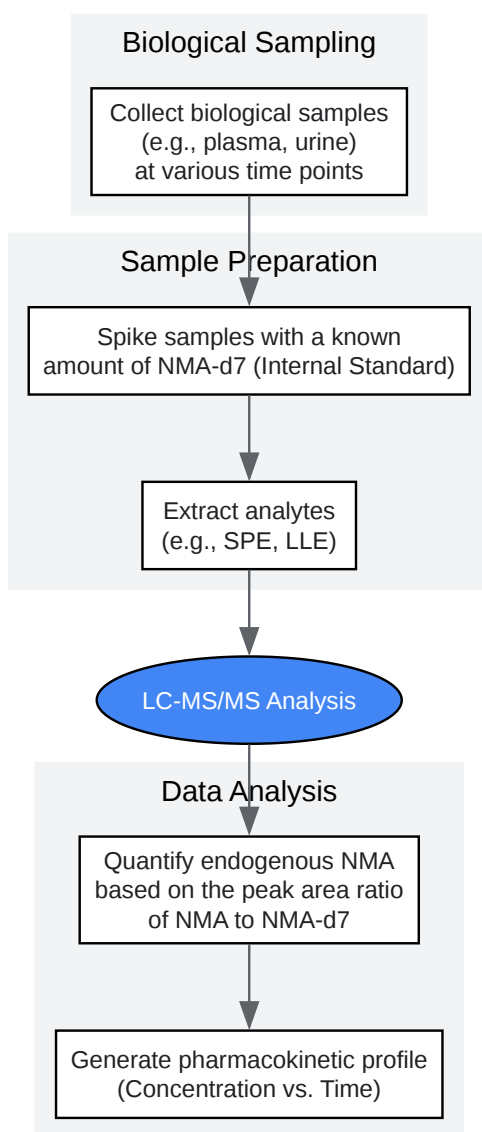 Biological Sampling
Collect biological samples
(e.g., plasma, urine)
at various time points
Sample Preparation
Spike samples with a known
amount of NMA-d7 (Internal Standard)
Extract analytes
(e.g., SPE, LLE)
LC-MS/MS Analysis
Data Analysis
Quantify endogenous NMA
based on the peak area ratio
of NMA to NMA-d7
Generate pharmacokinetic profile
(Concentration vs. Time)